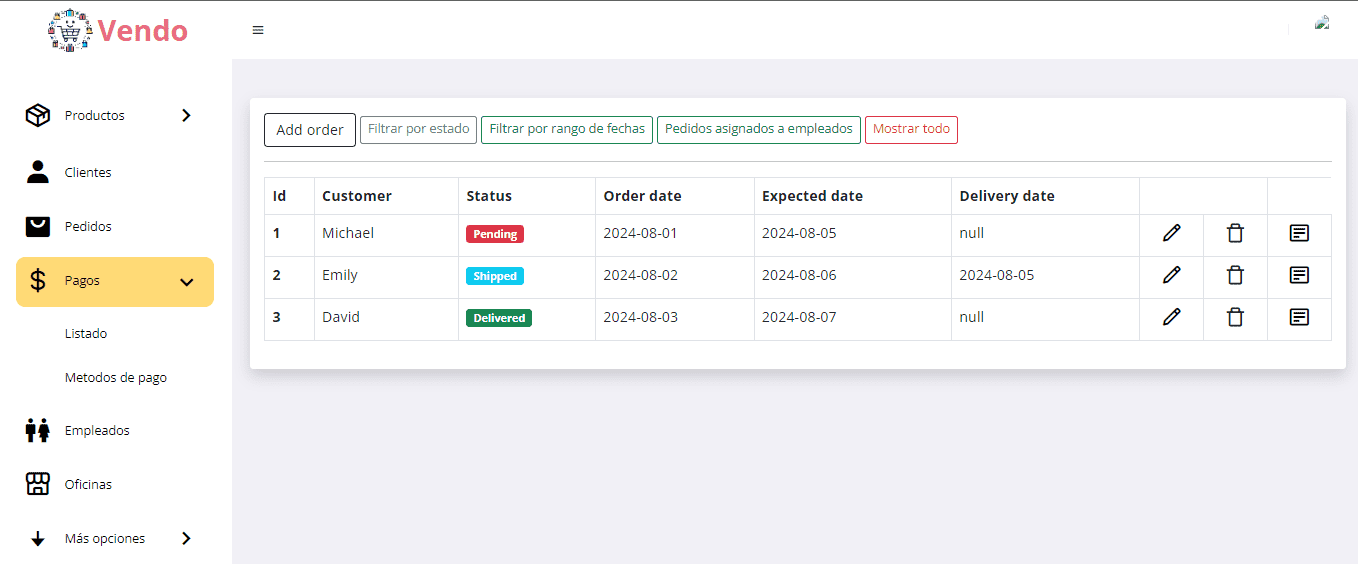 Vendo
Productos
Clientes
Pedidos
Pagos
Listado
Metodos de pago
Empleados
Oficinas
Más opciones
Add order Filtrar por estado Filtrar por rango de fechas Pedidos asignados a empleados Mostrar todo
Id Customer Status Order date Expected date Delivery date
1 Michael Pending 2024-08-01 2024-08-05 null
2 Emily Shipped 2024-08-02 2024-08-06 2024-08-05
3 David Delivered 2024-08-03 2024-08-07 null